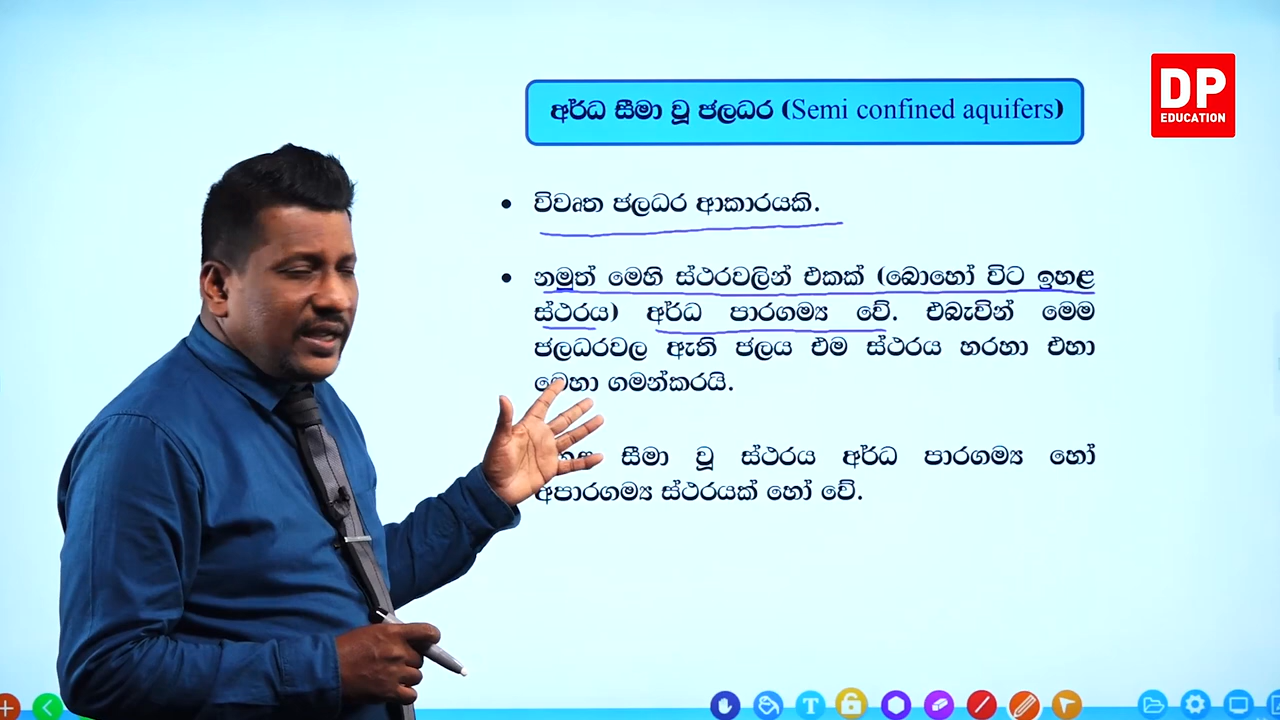 DP
EDUCATION
අර්ධ සීමා වූ ජලධර (Semi confined aquifers)
• විවෘත ජලධර ආකාරයකි.
• නමුත් මෙහි ස්ථරවලින් එකක් (බොහෝ විට ඉහළ
ස්ථරය) අර්ධ පාරගම්‍ය වේ. එබැවින් මෙම
ජලධරවල ඇති ජලය එම ස්ථරය හරහා එහා
මෙහා ගමන්කරයි.
සීමා වූ ස්ථරය අර්ධ පාරගම්‍ය හෝ
අපාරගම්‍ය ස්ථරයක් හෝ වේ.
T